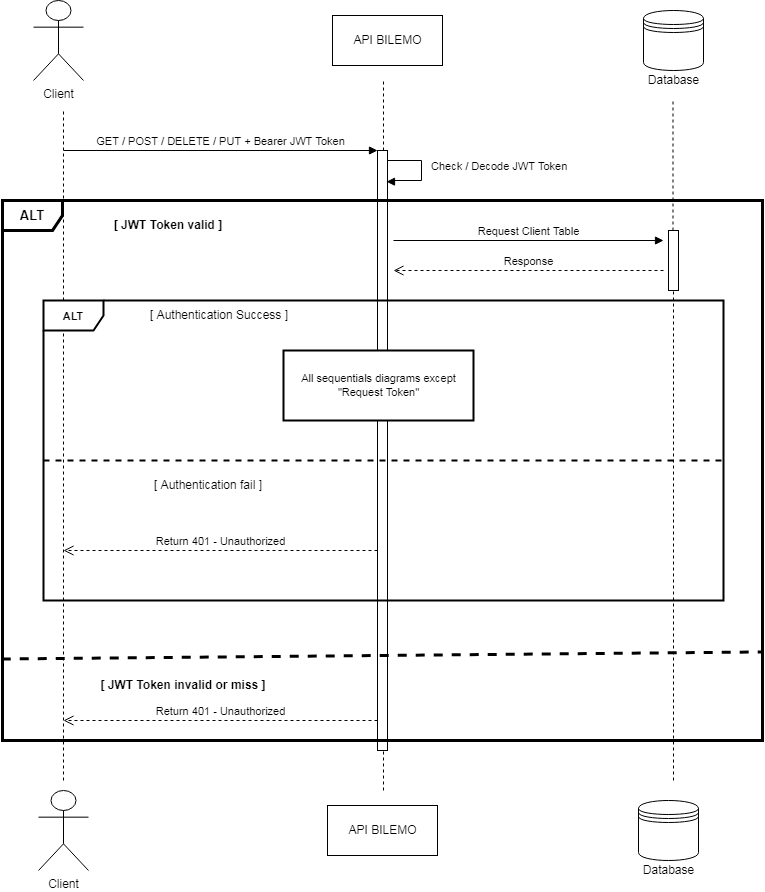 API BILEMO
Database
Client
GET / POST / DELETE / PUT + Bearer JWT Token
Check / Decode JWT Token
ALT
[ JWT Token valid ]
Request Client Table
Response
ALT
[ Authentication Success ]
All sequentials diagrams except
"Request Token"
[ Authentication fail ]
Return 401 - Unauthorized
[ JWT Token invalid or miss ]
Return 401 - Unauthorized
API BILEMO
Database
Client